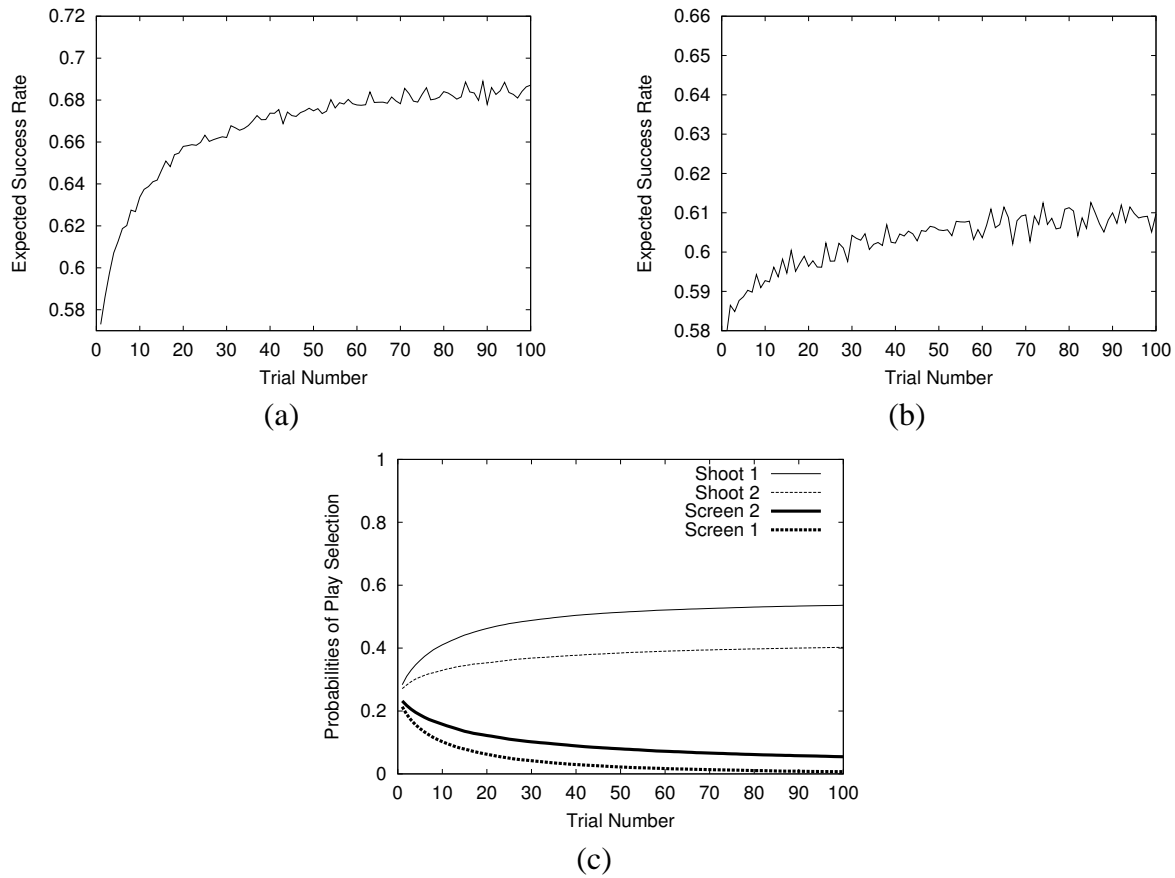 0.72
0.7
0.68
0.66
0.64
0.62
0.6
0.58
Expected Success Rate
0 10 20 30 40 50 60 70 80 90 100
Trial Number
(a)
0.66
0.65
0.64
0.63
0.62
0.61
0.6
0.59
0.58
Expected Success Rate
0 10 20 30 40 50 60 70 80 90 100
Trial Number
(b)
1
0.8
0.6
0.4
0.2
0
Probabilities of Play Selection
Shoot 1
Shoot 2
Screen 2
Screen 1
0 10 20 30 40 50 60 70 80 90 100
Trial Number
(c)